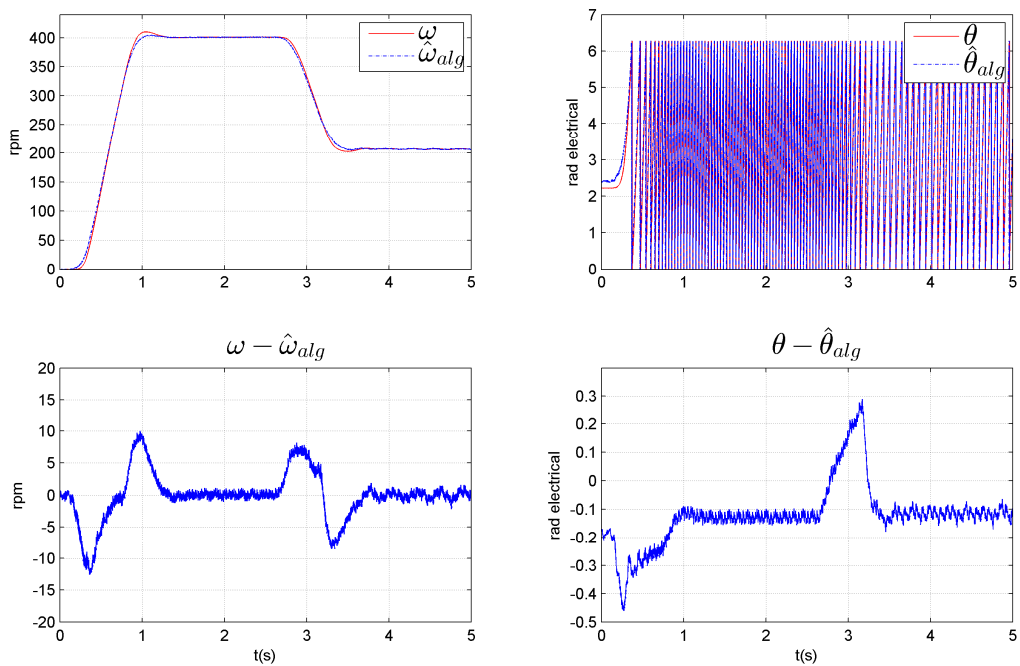 400
350
300
250
200
150
100
50
0
rpm
0 1 2 3 4 5
ω
ω̂alg
7
6
5
4
3
2
1
0
rad electrical
0 1 2 3 4 5
θ
θ̂alg
ω − ω̂alg
20
15
10
5
0
-5
-10
-15
-20
rpm
0 1 2 3 4 5
t(s)
θ − θ̂alg
0.3
0.2
0.1
0
-0.1
-0.2
-0.3
-0.4
-0.5
rad electrical
0 1 2 3 4 5
t(s)